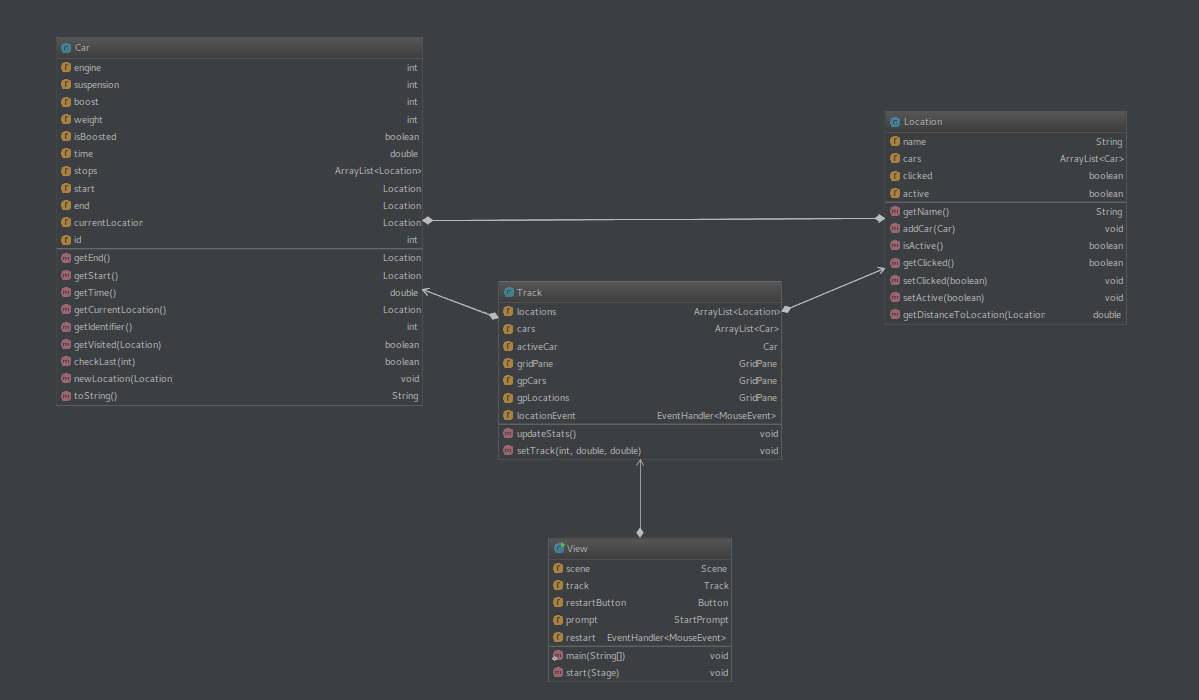 Car
engine int
suspension int
boost int
weight int
isBoosted boolean
time double
stops ArrayList<Location>
start Location
end Location
currentLocation Location
id int
getEnd() Location
getStart() Location
getTime() double
getCurrentLocation() Location
getIdentifier() int
getVisited(Location) boolean
checkLast(int) boolean
newLocation(Location) void
toString() String
Location
name String
cars ArrayList<Car>
clicked boolean
active boolean
getName() String
addCar(Car) void
isActive() boolean
getClicked() boolean
setClicked(boolean) void
setActive(boolean) void
getDistanceToLocation(Location double
Track
locations ArrayList<Location>
cars ArrayList<Car>
activeCar Car
gridPane GridPane
gpCars GridPane
gpLocations GridPane
locationEvent EventHandler<MouseEvent>
updateStats() void
setTrack(int, double, double) void
View
scene Scene
track Track
restartButton Button
prompt StartPrompt
restart EventHandler<MouseEvent>
main(String[]) void
start(Stage) void